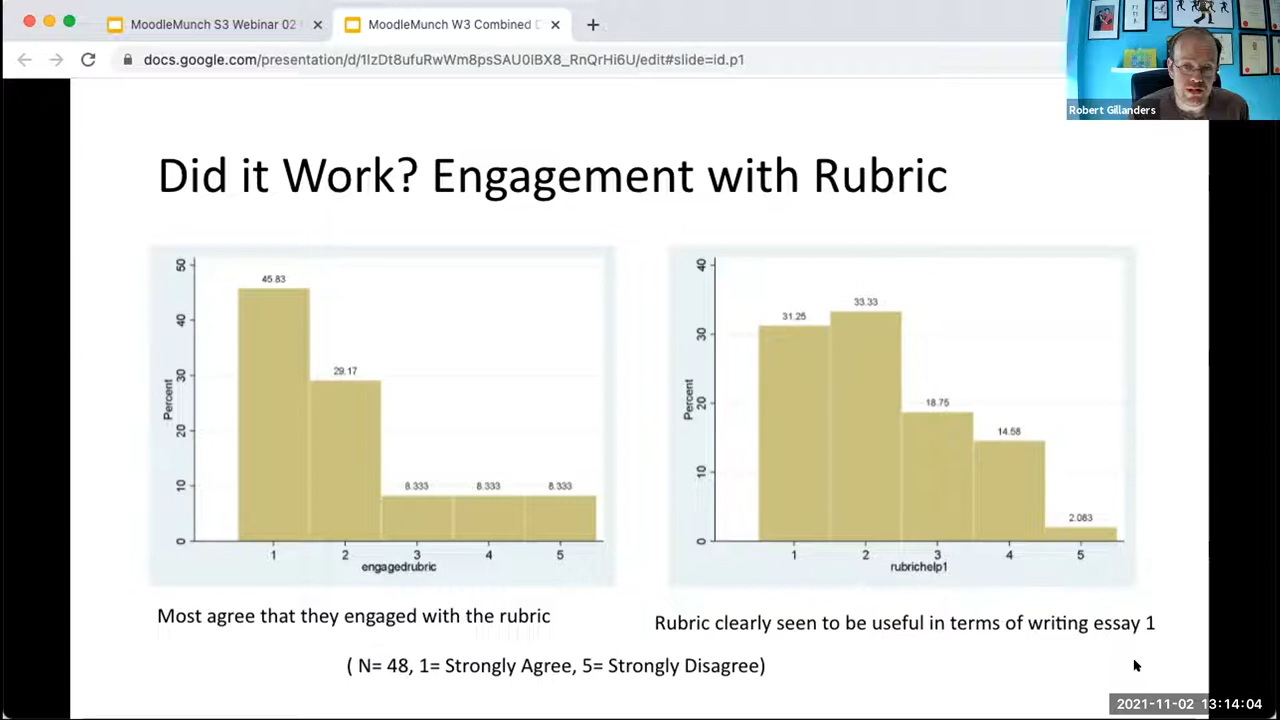 MoodleMunch S3 Webinar 02
MoodleMunch W3 Combined D
docs.google.com/presentation/d/1IzDt8ufuRwWm8psSAU0IBX8_RnQrHi6U/edit#slide=id.p1
Robert Gillanders
Did it Work? Engagement with Rubric
50
40
30
20
10
0
Percent
45.83
29.17
8.333
8.333
8.333
1 2 3 4 5
engagedrubric
40
30
20
10
0
Percent
31.25
33.33
18.75
14.58
2.083
1 2 3 4 5
rubrichelp1
Most agree that they engaged with the rubric
Rubric clearly seen to be useful in terms of writing essay 1
( N= 48, 1= Strongly Agree, 5= Strongly Disagree)
2021-11-02 13:14:04